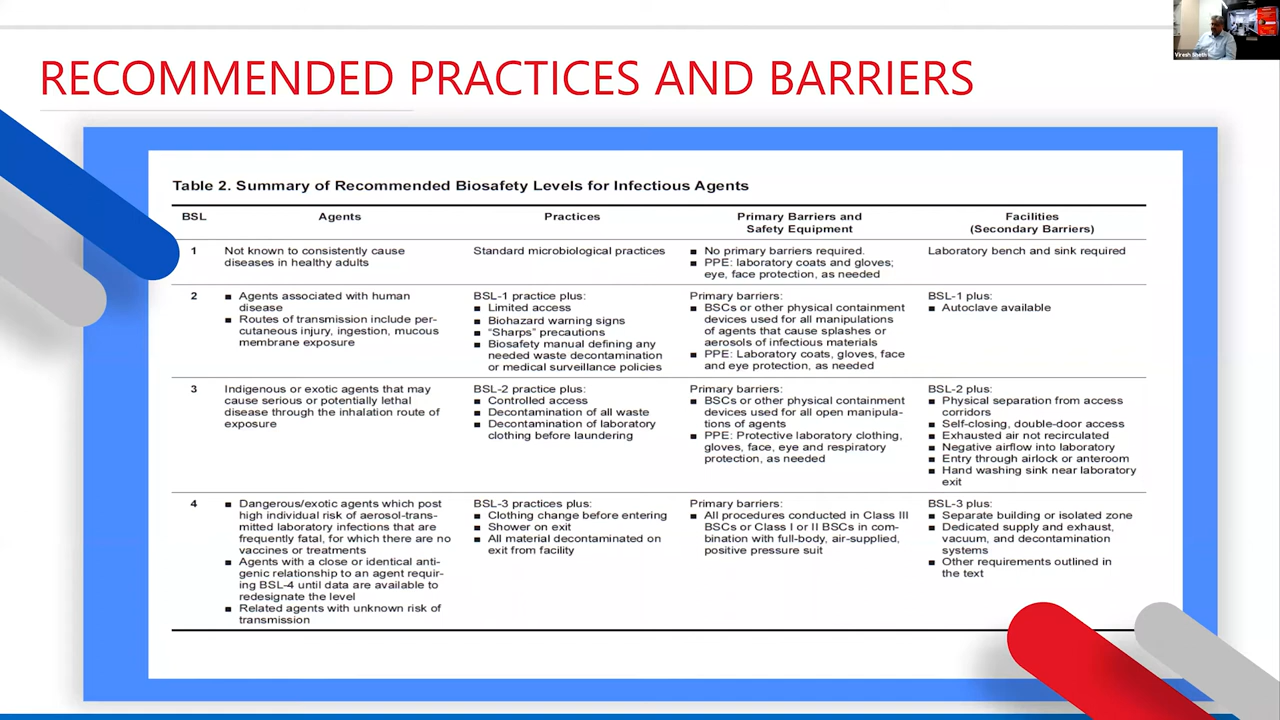 Viresh Sheth
RECOMMENDED PRACTICES AND BARRIERS
Table 2. Summary of Recommended Biosafety Levels for Infectious Agents
BSL
Agents
Practices
Primary Barriers and
Safety Equipment
Facilities
(Secondary Barriers)
1
Not known to consistently cause
diseases in healthy adults
Standard microbiological practices
■ No primary barriers required.
■ PPE: laboratory coats and gloves;
eye, face protection, as needed
Laboratory bench and sink required
2
■ Agents associated with human
disease
■ Routes of transmission include per-
cutaneous injury, ingestion, mucous
membrane exposure
BSL-1 practice plus:
■ Limited access
■ Biohazard warning signs
■ “Sharps” precautions
■ Biosafety manual defining any
needed waste decontamination
or medical surveillance policies
Primary barriers:
■ BSCs or other physical containment
devices used for all manipulations
of agents that cause splashes or
aerosols of infectious materials
■ PPE: Laboratory coats, gloves, face
and eye protection, as needed
BSL-1 plus:
■ Autoclave available
3
Indigenous or exotic agents that may
cause serious or potentially lethal
disease through the inhalation route of
exposure
BSL-2 practice plus:
■ Controlled access
■ Decontamination of all waste
■ Decontamination of laboratory
clothing before laundering
Primary barriers:
■ BSCs or other physical containment
devices used for all open manipula-
tions of agents
■ PPE: Protective laboratory clothing,
gloves, face, eye and respiratory
protection, as needed
BSL-2 plus:
■ Physical separation from access
corridors
■ Self-closing, double-door access
■ Exhausted air not recirculated
■ Negative airflow into laboratory
■ Entry through airlock or anteroom
■ Hand washing sink near laboratory
exit
4
■ Dangerous/exotic agents which post
high individual risk of aerosol-trans-
mitted laboratory infections that are
frequently fatal, for which there are no
vaccines or treatments
■ Agents with a close or identical anti-
genic relationship to an agent requir-
ing BSL-4 until data are available to
redesignate the level
■ Related agents with unknown risk of
transmission
BSL-3 practices plus:
■ Clothing change before entering
■ Shower on exit
■ All material decontaminated on
exit from facility
Primary barriers:
■ All procedures conducted in Class III
BSCs or Class I or II BSCs in com-
bination with full-body, air-supplied,
positive pressure suit
BSL-3 plus:
■ Separate building or isolated zone
■ Dedicated supply and exhaust,
vacuum, and decontamination
systems
■ Other requirements outlined in
the text